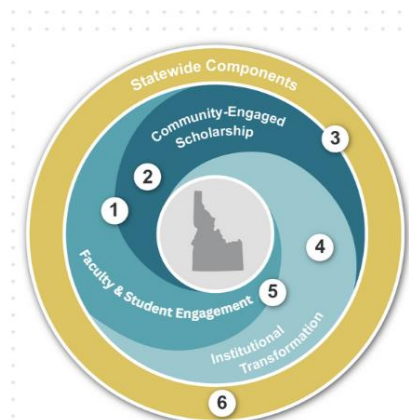 Statewide Components
Community-Engaged
Scholarship
3
2
1
4
5
Faculty & Student Engagement
Institutional
Transformation
6